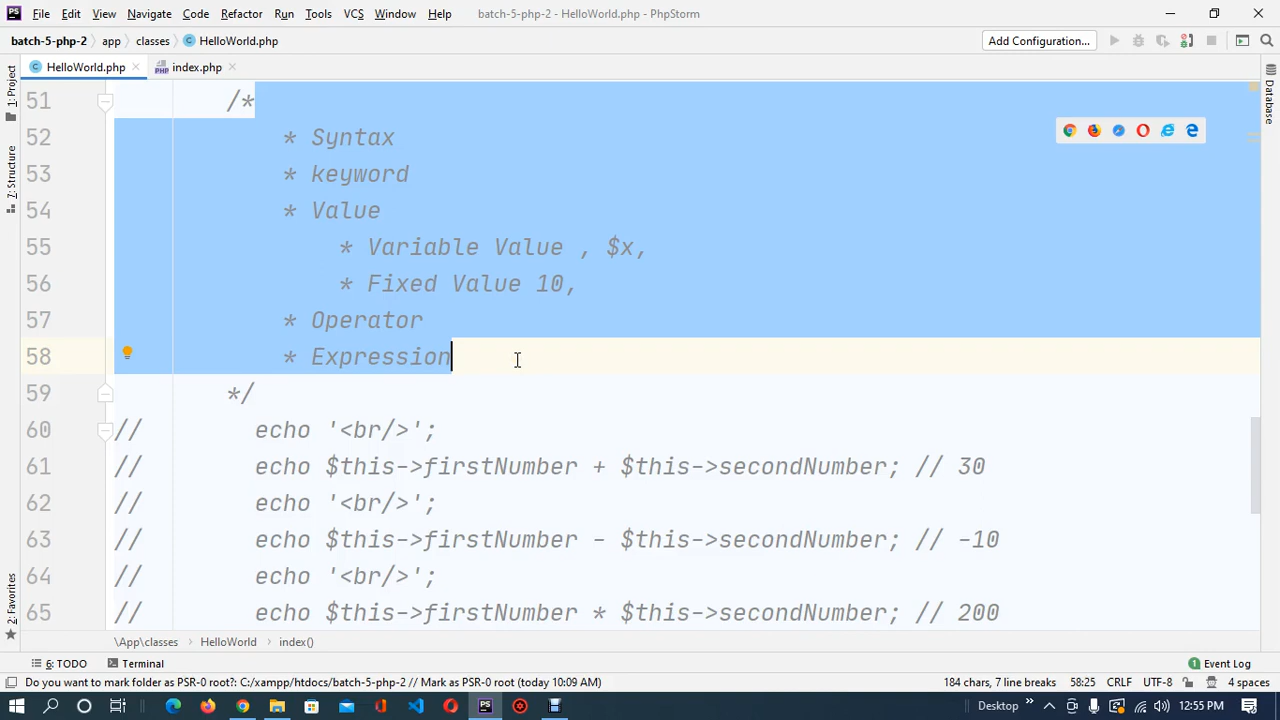 File Edit View Navigate Code Refactor Run Tools VCS Window Help batch-5-php-2 - HelloWorld.php - PhpStorm
batch-5-php-2 app classes HelloWorld.php Add Configuration...
HelloWorld.php index.php
1: Project
7: Structure
2: Favorites
Database
51 /*
52 * Syntax
53 * keyword
54 * Value
55 * Variable Value , $x,
56 * Fixed Value 10,
57 * Operator
58 * Expression
59 */
60 // echo '<br/>';
61 // echo $this->firstNumber + $this->secondNumber; // 30
62 // echo '<br/>';
63 // echo $this->firstNumber - $this->secondNumber; // -10
64 // echo '<br/>';
65 // echo $this->firstNumber * $this->secondNumber; // 200
\App\classes HelloWorld index()
6: TODO Terminal Event Log
Do you want to mark folder as PSR-0 root?: C:/xampp/htdocs/batch-5-php-2 // Mark as PSR-0 root (today 10:09 AM) 184 chars, 7 line breaks 58:25 CRLF UTF-8 4 spaces
Desktop 12:55 PM